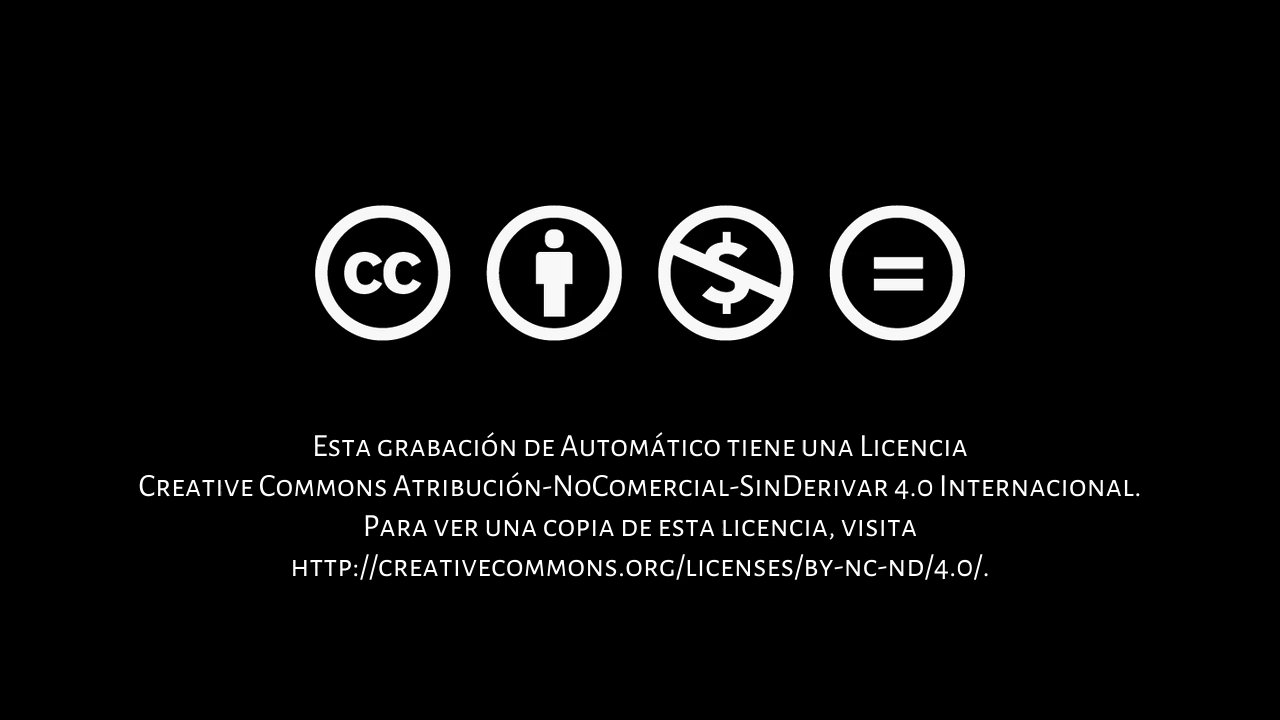 cc
Esta grabación de Automático tiene una Licencia
Creative Commons Atribución-NoComercial-SinDerivar 4.0 Internacional.
Para ver una copia de esta licencia, visita
http://creativecommons.org/licenses/by-nc-nd/4.0/.